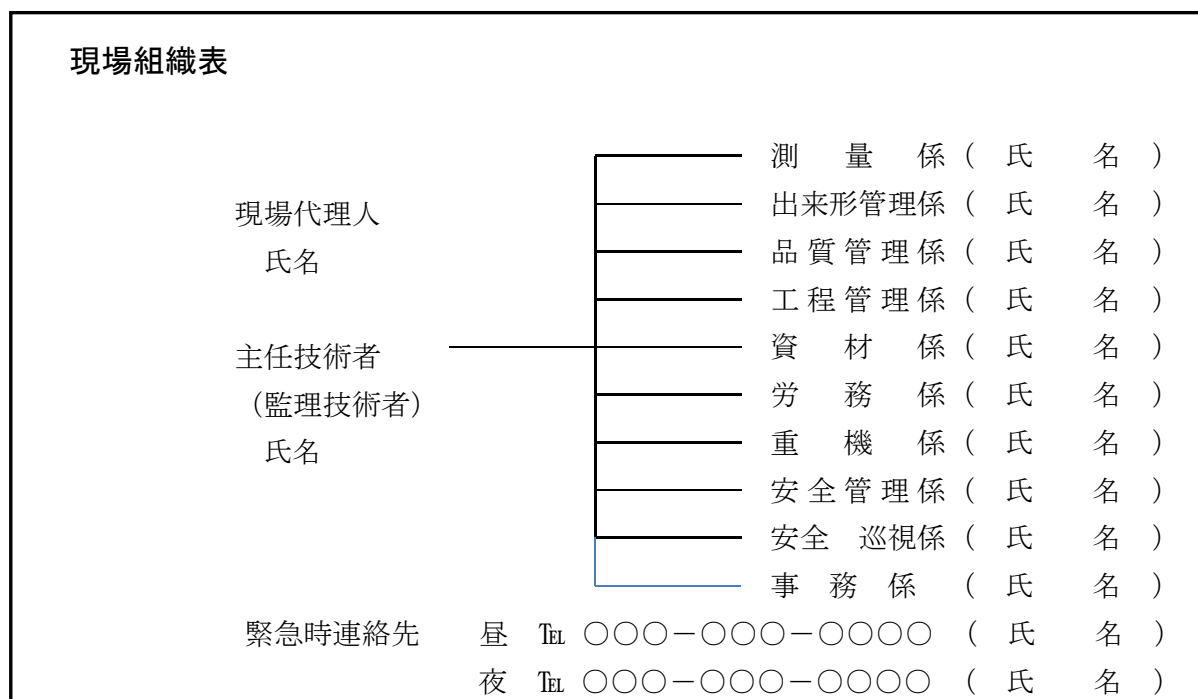 現場組織表
測　量　係（　氏　名　）
現場代理人
出来形管理係（　氏　名　）
氏名
品質管理係（　氏　名　）
工程管理係（　氏　名　）
主任技術者
資　材　係（　氏　名　）
（監理技術者）
労　務　係（　氏　名　）
氏名
重　機　係（　氏　名　）
安全管理係（　氏　名　）
安全　巡視係（　氏　名　）
事　務　係　（　氏　名　）
緊急時連絡先　昼　℡ ○○○－○○○－○○○○　（　氏　名　）
夜　℡ ○○○－○○○－○○○○　（　氏　名　）